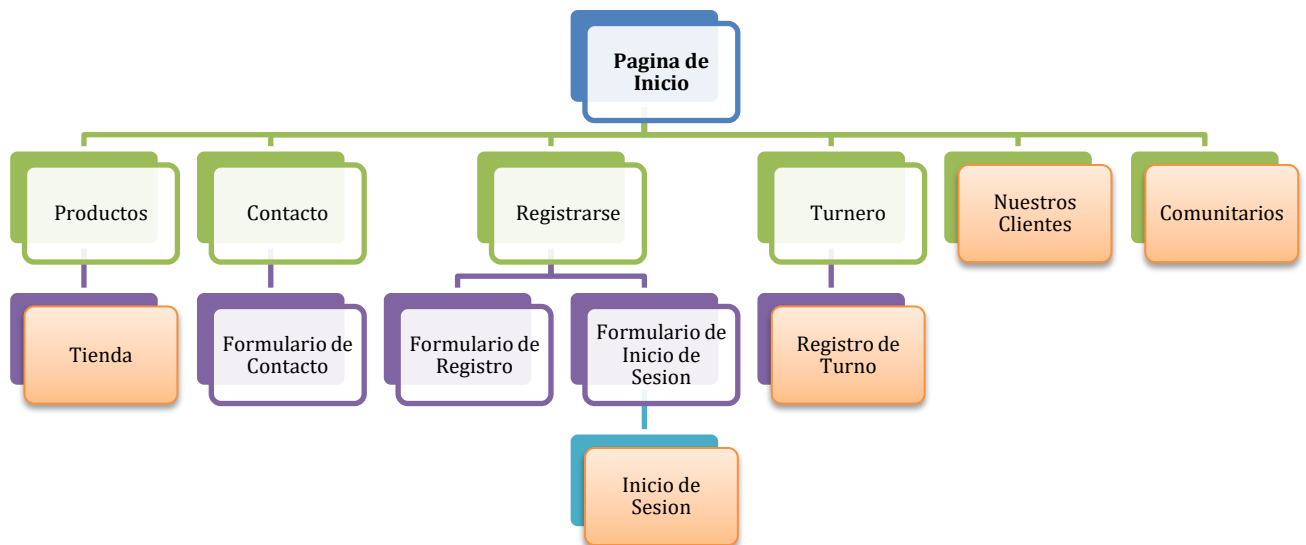 Pagina de
Inicio
Productos
Contacto
Registrarse
Turnero
Nuestros
Clientes
Comunitarios
Tienda
Formulario de
Contacto
Formulario de
Registro
Formulario de
Inicio de
Sesion
Registro de
Turno
Inicio de
Sesion